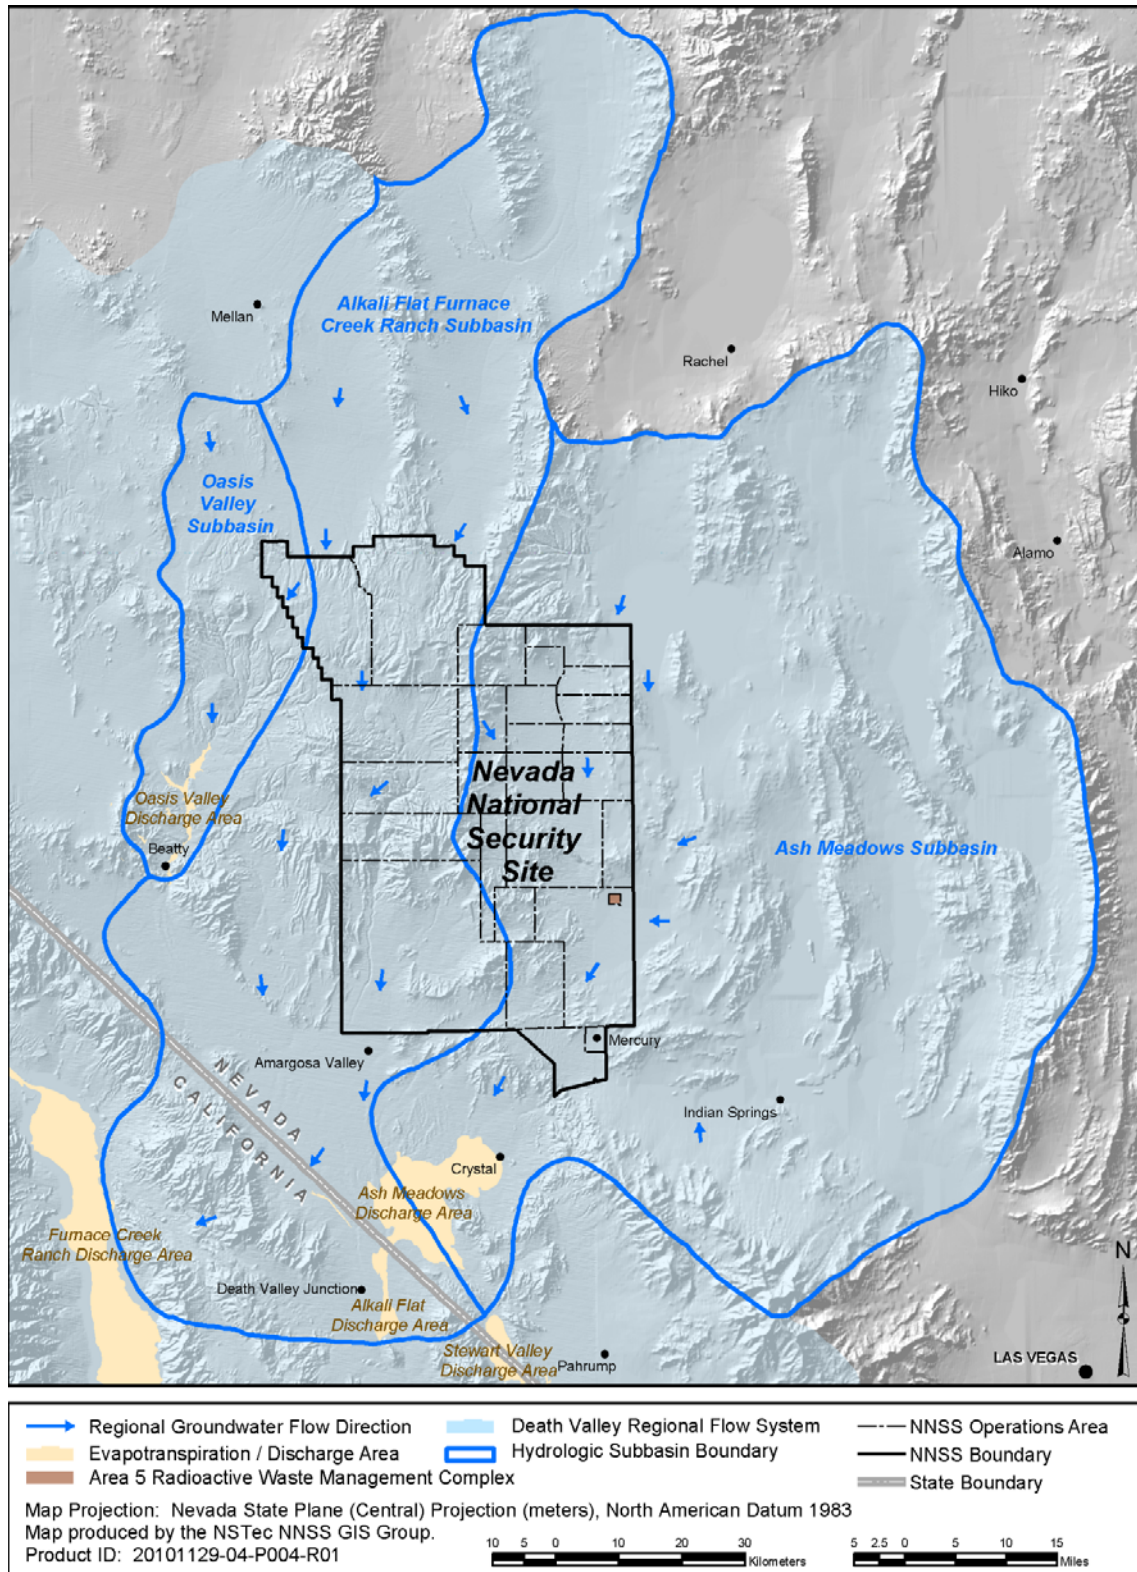 Alkali Flat Furnace
Creek Ranch Subbasin
Mellan
Rachel
Hiko
Oasis
Valley
Subbasin
Alamo
Nevada
National
Security
Site
Oasis Valley
Discharge Area
Beatty
Ash Meadows Subbasin
Mercury
Amargosa Valley
NEVADA
CALIFORNIA
Indian Springs
Crystal
Ash Meadows
Discharge Area
Furnace Creek
Ranch Discharge Area
N
Death Valley Junction
Alkali Flat
Discharge Area
Stewart Valley
Discharge Area
Pahrump
LAS VEGAS
Regional Groundwater Flow Direction
Evapotranspiration / Discharge Area
Area 5 Radioactive Waste Management Complex
Death Valley Regional Flow System
Hydrologic Subbasin Boundary
NNSS Operations Area
NNSS Boundary
State Boundary
Map Projection: Nevada State Plane (Central) Projection (meters), North American Datum 1983
Map produced by the NSTec NNSS GIS Group.
Product ID: 20101129-04-P004-R01
10 5 0 10 20 30
Kilometers
5 2.5 0 5 10 15
Miles